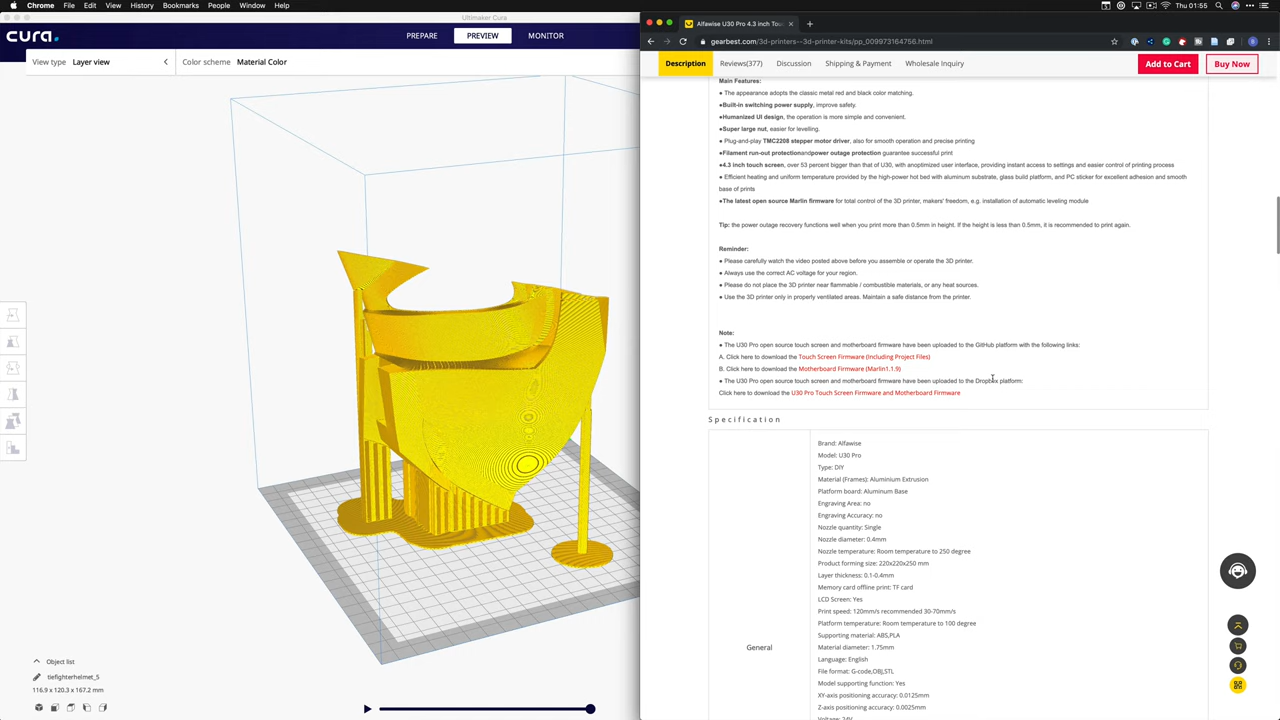 Chrome File Edit View History Bookmarks People Window Help
Thu 01:55
Ultimaker Cura
cura.
PREPARE PREVIEW MONITOR
View type Layer view
Color scheme Material Color
Object list
tiefighterhelmet_5
116.9 x 120.3 x 167.2 mm
Alfawise U30 Pro 4.3 inch Tou
gearbest.com/3d-printers--3d-printer-kits/pp_009973164756.html
Description Reviews(377) Discussion Shipping & Payment Wholesale Inquiry Add to Cart Buy Now
Main Features:
● The appearance adopts the classic metal red and black color matching.
●Built-in switching power supply, improve safety.
●Humanized UI design, the operation is more simple and convenient.
●Super large nut, easier for levelling.
● Plug-and-play TMC2208 stepper motor driver, also for smooth operation and precise printing
●Filament run-out protectionandpower outage protection guarantee successful print
●4.3 inch touch screen, over 53 percent bigger than that of U30, with anoptimized user interface, providing instant access to settings and easier control of printing process
● Efficient heating and uniform temperature provided by the high-power hot bed with aluminum substrate, glass build platform, and PC sticker for excellent adhesion and smooth
base of prints
●The latest open source Marlin firmware for total control of the 3D printer, makers' freedom, e.g. installation of automatic leveling module
Tip: the power outage recovery functions well when you print more than 0.5mm in height. If the height is less than 0.5mm, it is recommended to print again.
Reminder:
● Please carefully watch the video posted above before you assemble or operate the 3D printer.
● Always use the correct AC voltage for your region.
● Please do not place the 3D printer near flammable / combustible materials, or any heat sources.
● Use the 3D printer only in properly ventilated areas. Maintain a safe distance from the printer.
Note:
● The U30 Pro open source touch screen and motherboard firmware have been uploaded to the GitHub platform with the following links:
A. Click here to download the Touch Screen Firmware (Including Project Files)
B. Click here to download the Motherboard Firmware (Marlin1.1.9)
● The U30 Pro open source touch screen and motherboard firmware have been uploaded to the Dropbox platform:
Click here to download the U30 Pro Touch Screen Firmware and Motherboard Firmware
Specification
General
Brand: Alfawise
Model: U30 Pro
Type: DIY
Material (Frames): Aluminium Extrusion
Platform board: Aluminum Base
Engraving Area: no
Engraving Accuracy: no
Nozzle quantity: Single
Nozzle diameter: 0.4mm
Nozzle temperature: Room temperature to 250 degree
Product forming size: 220x220x250 mm
Layer thickness: 0.1-0.4mm
Memory card offline print: TF card
LCD Screen: Yes
Print speed: 120mm/s recommended 30-70mm/s
Platform temperature: Room temperature to 100 degree
Supporting material: ABS,PLA
Material diameter: 1.75mm
Language: English
File format: G-code,OBJ,STL
Model supporting function: Yes
XY-axis positioning accuracy: 0.0125mm
Z-axis positioning accuracy: 0.0025mm
Voltage: 24V